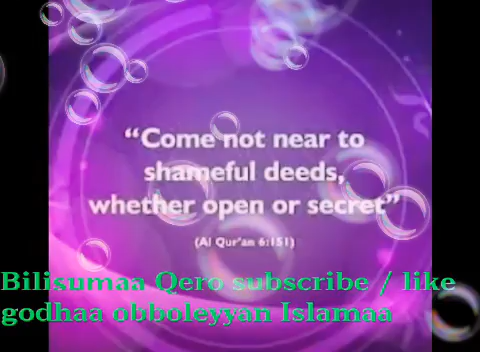 “Come not near to
shameful deeds,
whether open or secret”
(Al Qur'an 6:151)
Bilisumaa Qero subscribe / like
godhaa obboleyyan Islamaa